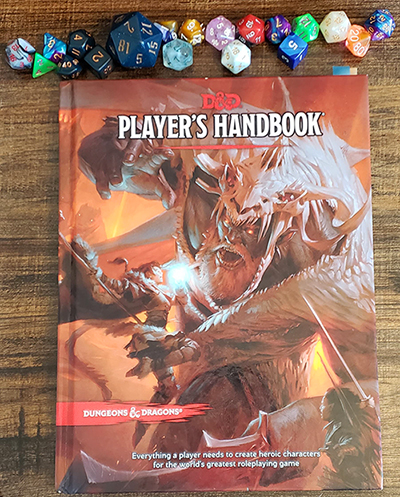 D&D
PLAYER'S HANDBOOK®
DUNGEONS & DRAGONS®
Everything a player needs to create heroic characters
for the world's greatest roleplaying game